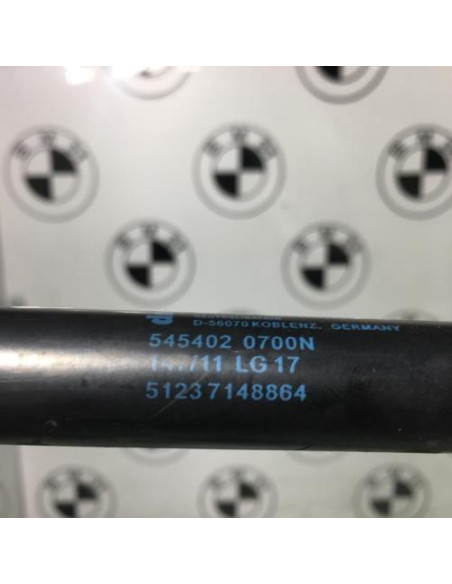 D-56070 KOBLENZ, GERMANY
545402 0700N
LG 17
51237148864